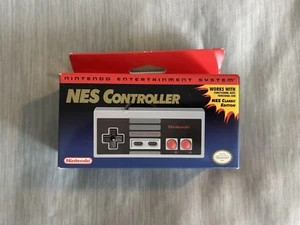 NINTENDO ENTERTAINMENT SYSTEM
NES CONTROLLER
WORKS WITH
NES CLASSIC
EDITION
Nintendo
Nintendo